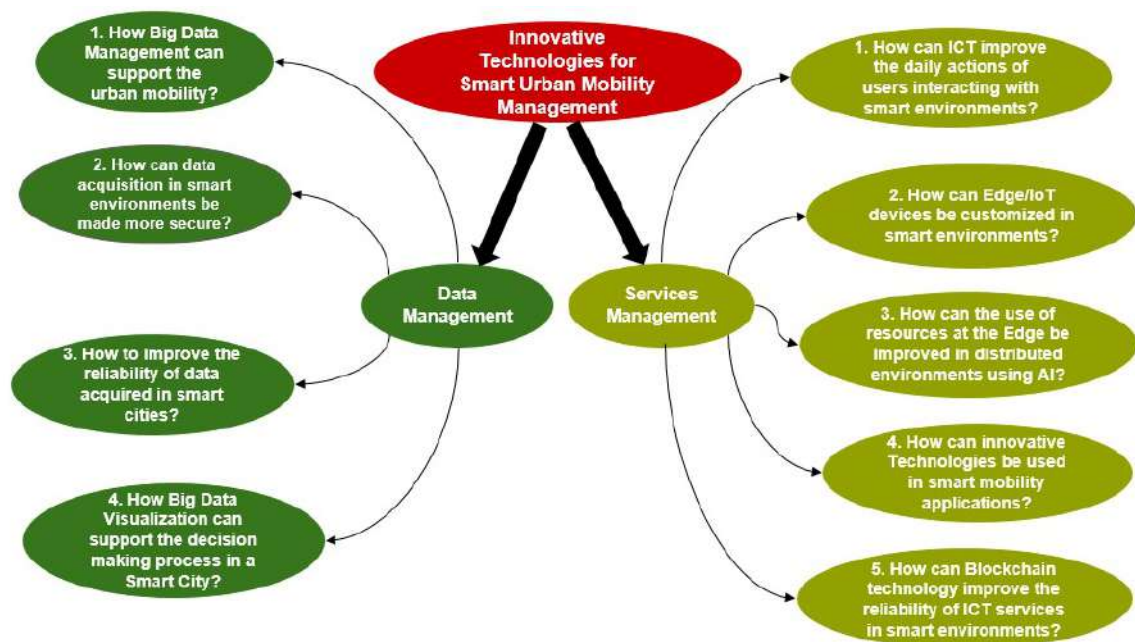 Innovative
Technologies for
Smart Urban Mobility
Management
1. How Big Data
Management can
support the
urban mobility?
2. How can data
acquisition in smart
environments be
made more secure?
Data
Management
3. How to improve the
reliability of data
acquired in smart
cities?
4. How Big Data
Visualization can
support the decision
making process in a
Smart City?
Services
Management
1. How can ICT improve
the daily actions of
users interacting with
smart environments?
2. How can Edge/IoT
devices be customized in
smart environments?
3. How can the use of
resources at the Edge be
improved in distributed
environments using AI?
4. How can innovative
Technologies be used
in smart mobility
applications?
5. How can Blockchain
technology improve the
reliability of ICT services
in smart environments?